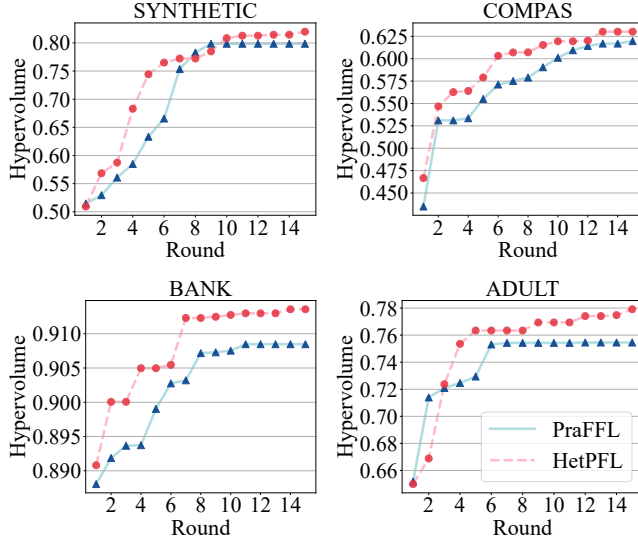 SYNTHETIC
0.80
0.75
0.70
0.65
0.60
0.55
0.50
Hypervolume
2 4 6 8 10 12 14
Round
COMPAS
0.625
0.600
0.575
0.550
0.525
0.500
0.475
0.450
Hypervolume
2 4 6 8 10 12 14
Round
BANK
0.910
0.905
0.900
0.895
0.890
Hypervolume
2 4 6 8 10 12 14
Round
ADULT
0.78
0.76
0.74
0.72
0.70
0.68
0.66
Hypervolume
2 4 6 8 10 12 14
Round
PraFFL
HetPFL